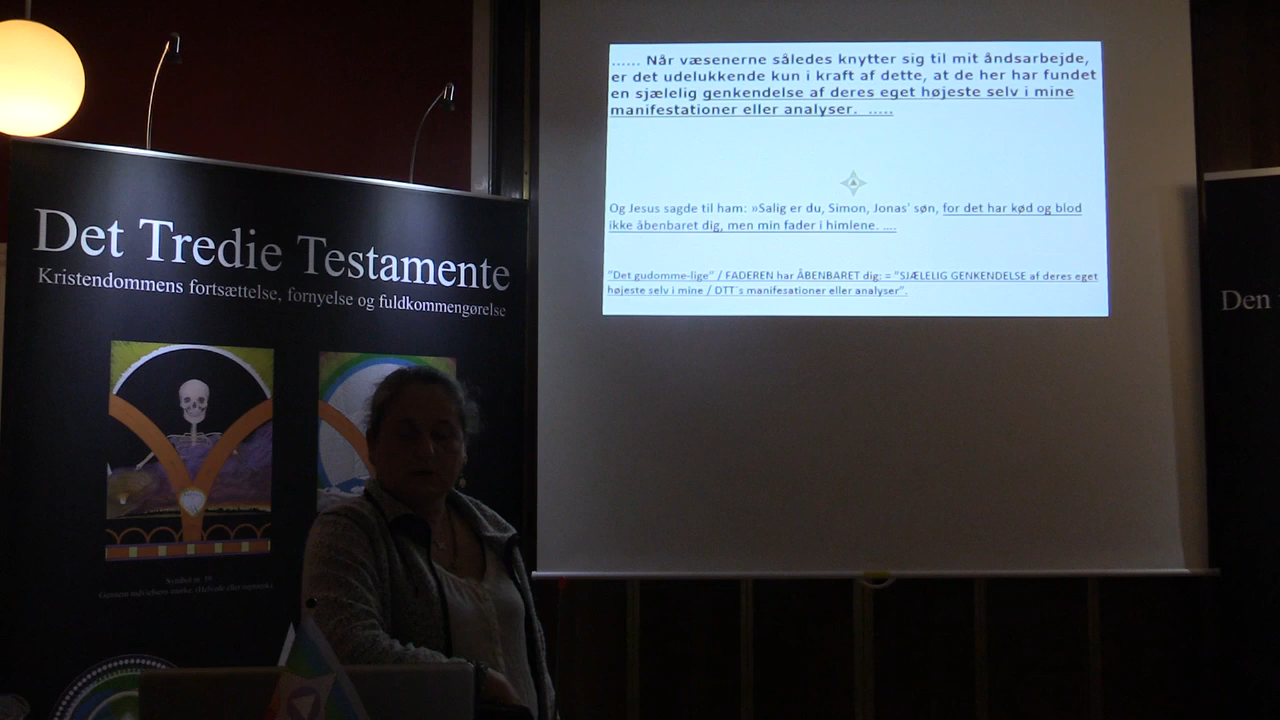 Det Tredie Testamente
Kristendommens fortsættelse, fornyelse og fuldkommengørelse
Symbol nr. 19
...... Når væsenerne således knytter sig til mit åndsarbejde,
er det udelukkende kun i kraft af dette, at de her har fundet
en sjælelig genkendelse af deres eget højeste selv i mine
manifestationer eller analyser. .....
Og Jesus sagde til ham: »Salig er du, Simon, Jonas' søn, for det har kød og blod
ikke åbenbaret dig, men min fader i himlene. ....
"Det gudomme-lige" / FADEREN har ÅBENBARET dig: = "SJÆLELIG GENKENDELSE af deres eget
højeste selv i mine / DTT´s manifesationer eller analyser".
Den